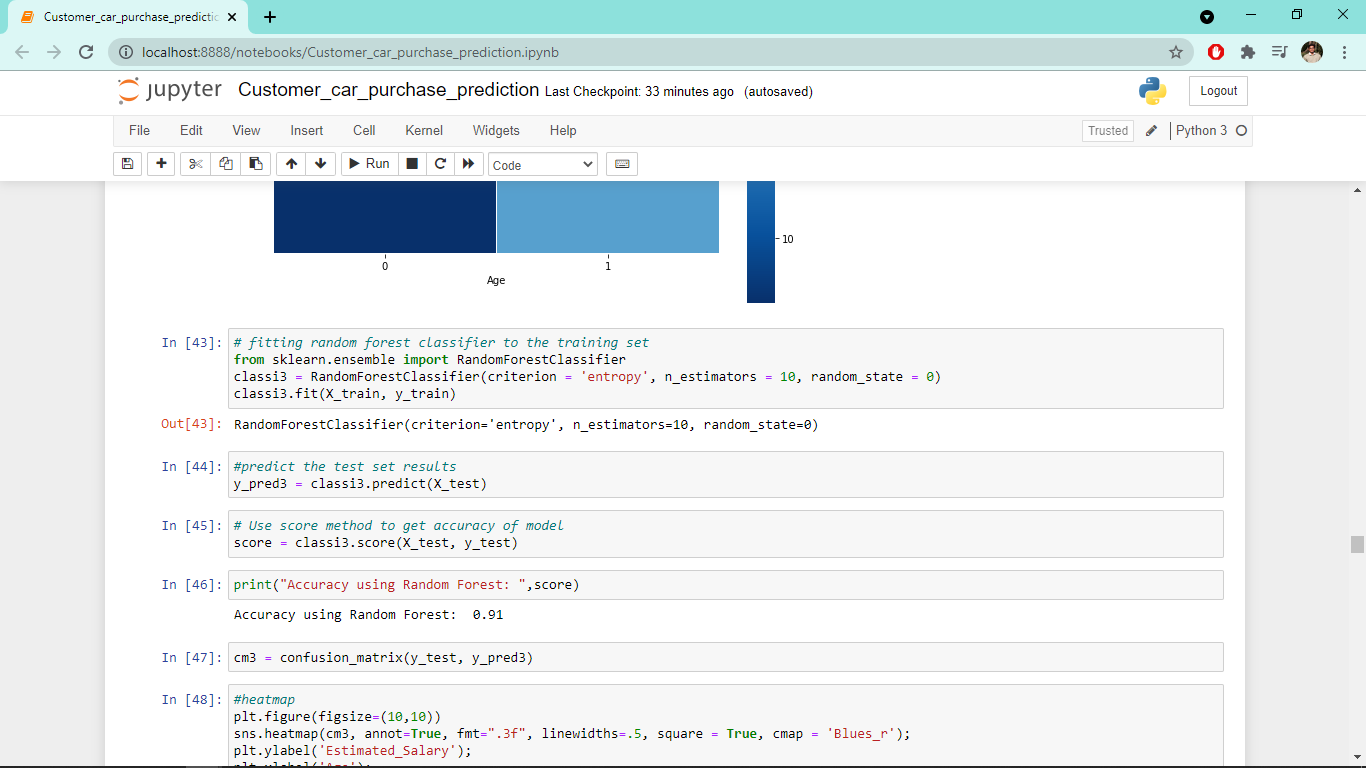 Customer_car_purchase_predictic
localhost:8888/notebooks/Customer_car_purchase_prediction.ipynb
jupyter Customer_car_purchase_prediction Last Checkpoint: 33 minutes ago (autosaved)
Logout
File Edit View Insert Cell Kernel Widgets Help
Trusted Python 3
Run Code
10
0 1
Age
In [43]: # fitting random forest classifier to the training set
from sklearn.ensemble import RandomForestClassifier
classi3 = RandomForestClassifier(criterion = 'entropy', n_estimators = 10, random_state = 0)
classi3.fit(X_train, y_train)
Out[43]: RandomForestClassifier(criterion='entropy', n_estimators=10, random_state=0)
In [44]: #predict the test set results
y_pred3 = classi3.predict(X_test)
In [45]: # Use score method to get accuracy of model
score = classi3.score(X_test, y_test)
In [46]: print("Accuracy using Random Forest: ",score)
Accuracy using Random Forest:  0.91
In [47]: cm3 = confusion_matrix(y_test, y_pred3)
In [48]: #heatmap
plt.figure(figsize=(10,10))
sns.heatmap(cm3, annot=True, fmt=".3f", linewidths=.5, square = True, cmap = 'Blues_r');
plt.ylabel('Estimated_Salary');